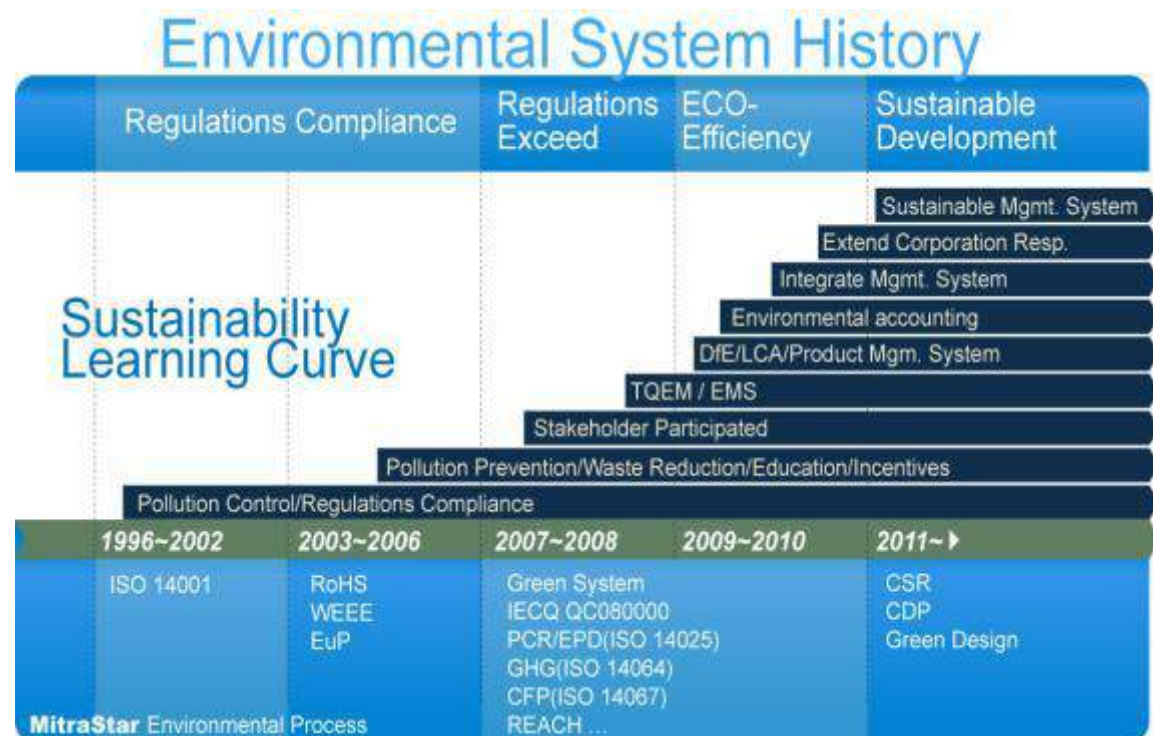 Environmental System History
Regulations Compliance
Regulations
Exceed
ECO-
Efficiency
Sustainable
Development
Sustainable Mgmt. System
Extend Corporation Resp.
Integrate Mgmt. System
Environmental accounting
DfE/LCA/Product Mgm. System
TQEM / EMS
Stakeholder Participated
Pollution Prevention/Waste Reduction/Education/Incentives
Pollution Control/Regulations Compliance
Sustainability
Learning Curve
1996~2002
2003~2006
2007~2008
2009~2010
2011~
ISO 14001
RoHS
WEEE
EuP
Green System
IECQ QC080000
PCR/EPD(ISO 14025)
GHG(ISO 14064)
CFP(ISO 14067)
REACH ...
CSR
CDP
Green Design
MitraStar Environmental Process